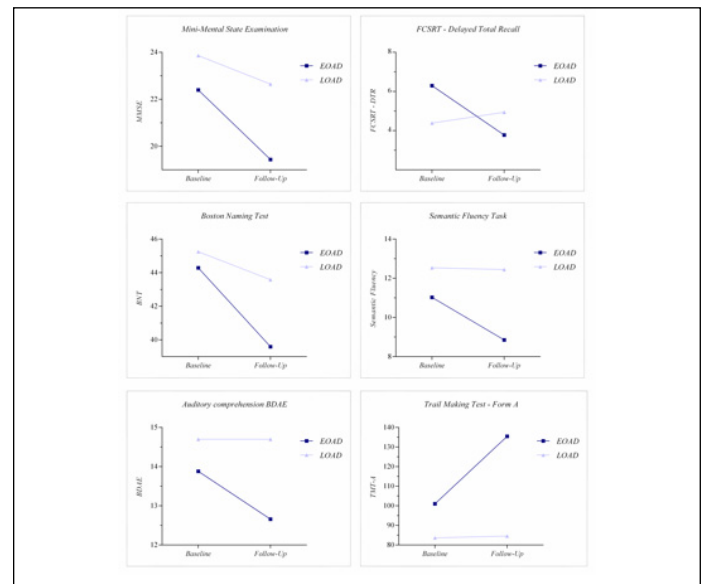 Mini-Mental State Examination
24
22
20
MMSE
EOAD
LOAD
Baseline
Follow-Up
FCSRT - Delayed Total Recall
8
6
4
FCSRT - DTR
EOAD
LOAD
Baseline
Follow-Up
Boston Naming Test
46
44
42
40
BNT
EOAD
LOAD
Baseline
Follow-Up
Semantic Fluency Task
14
12
10
8
Semantic Fluency
EOAD
LOAD
Baseline
Follow-Up
Auditory comprehension BDAE
15
14
13
12
BDAE
EOAD
LOAD
Baseline
Follow-Up
Trail Making Test - Form A
140
130
120
110
100
90
80
TMT-A
EOAD
LOAD
Baseline
Follow-Up